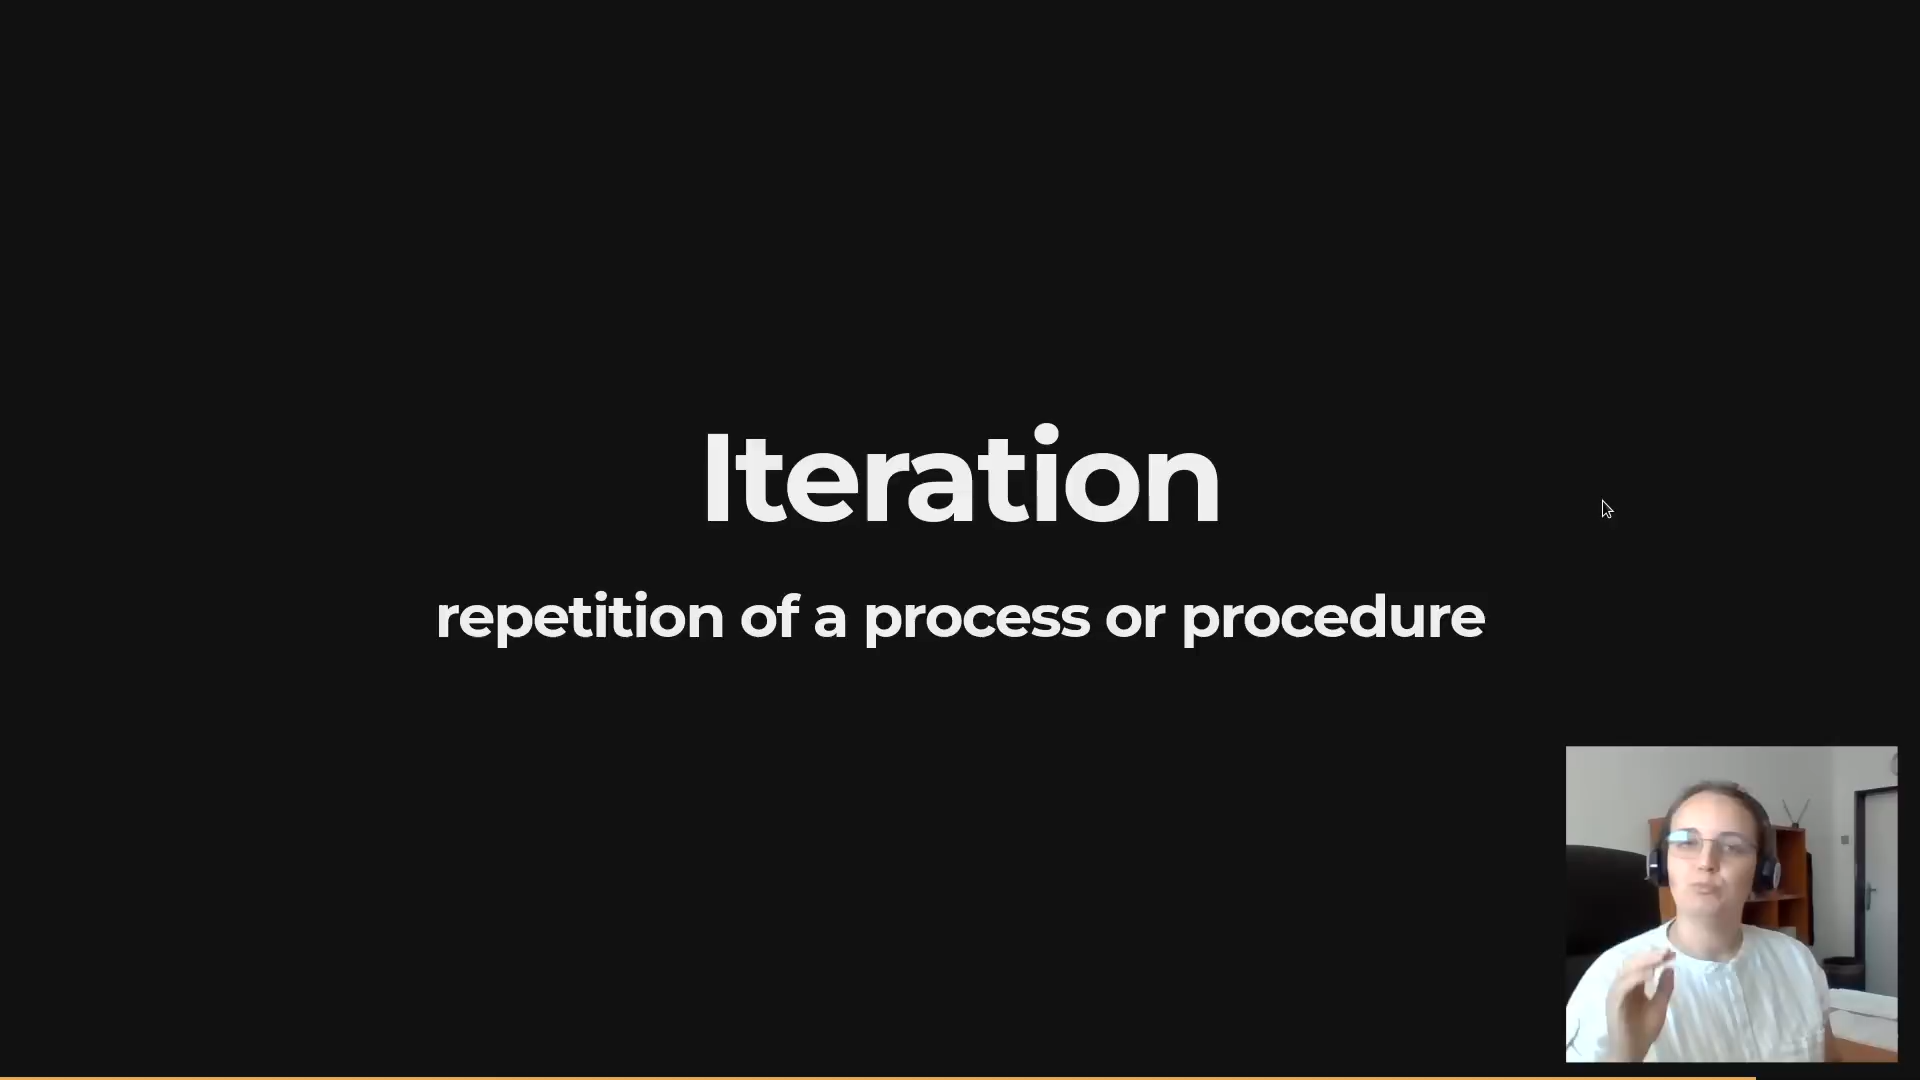 Iteration
repetition of a process or procedure